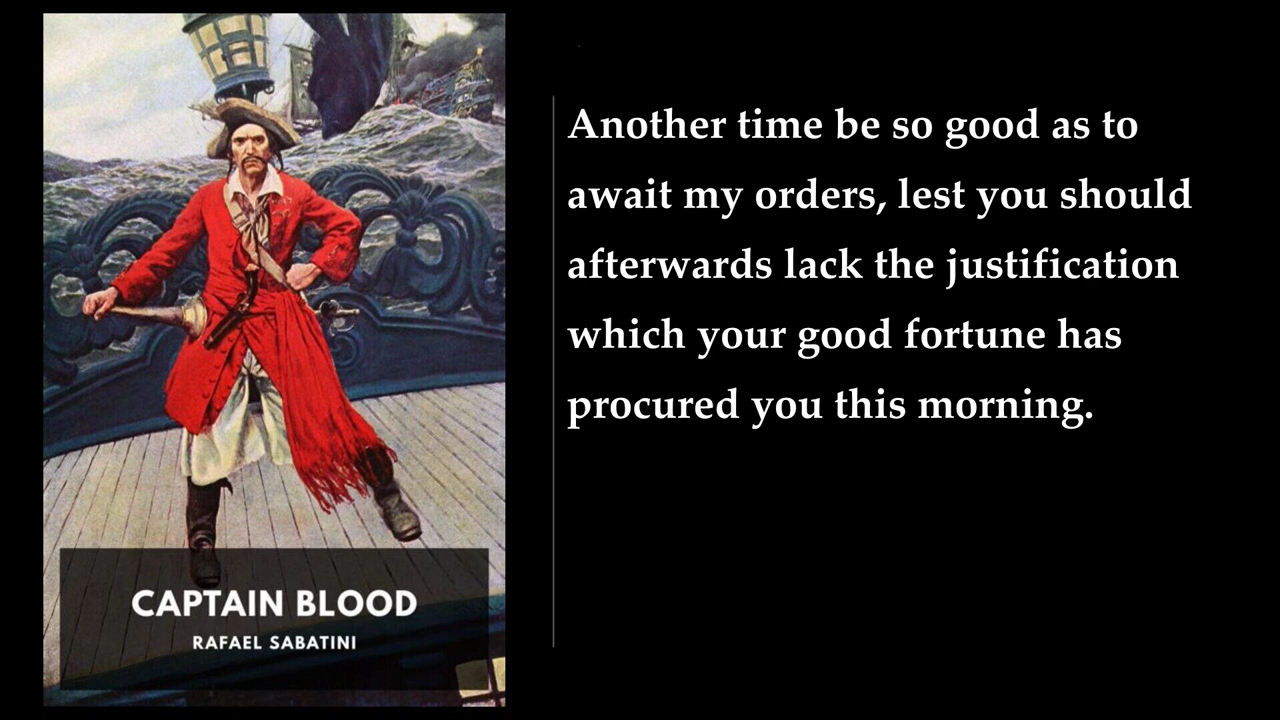 Another time be so good as to
await my orders, lest you should
afterwards lack the justification
which your good fortune has
procured you this morning.
CAPTAIN BLOOD
RAFAEL SABATINI